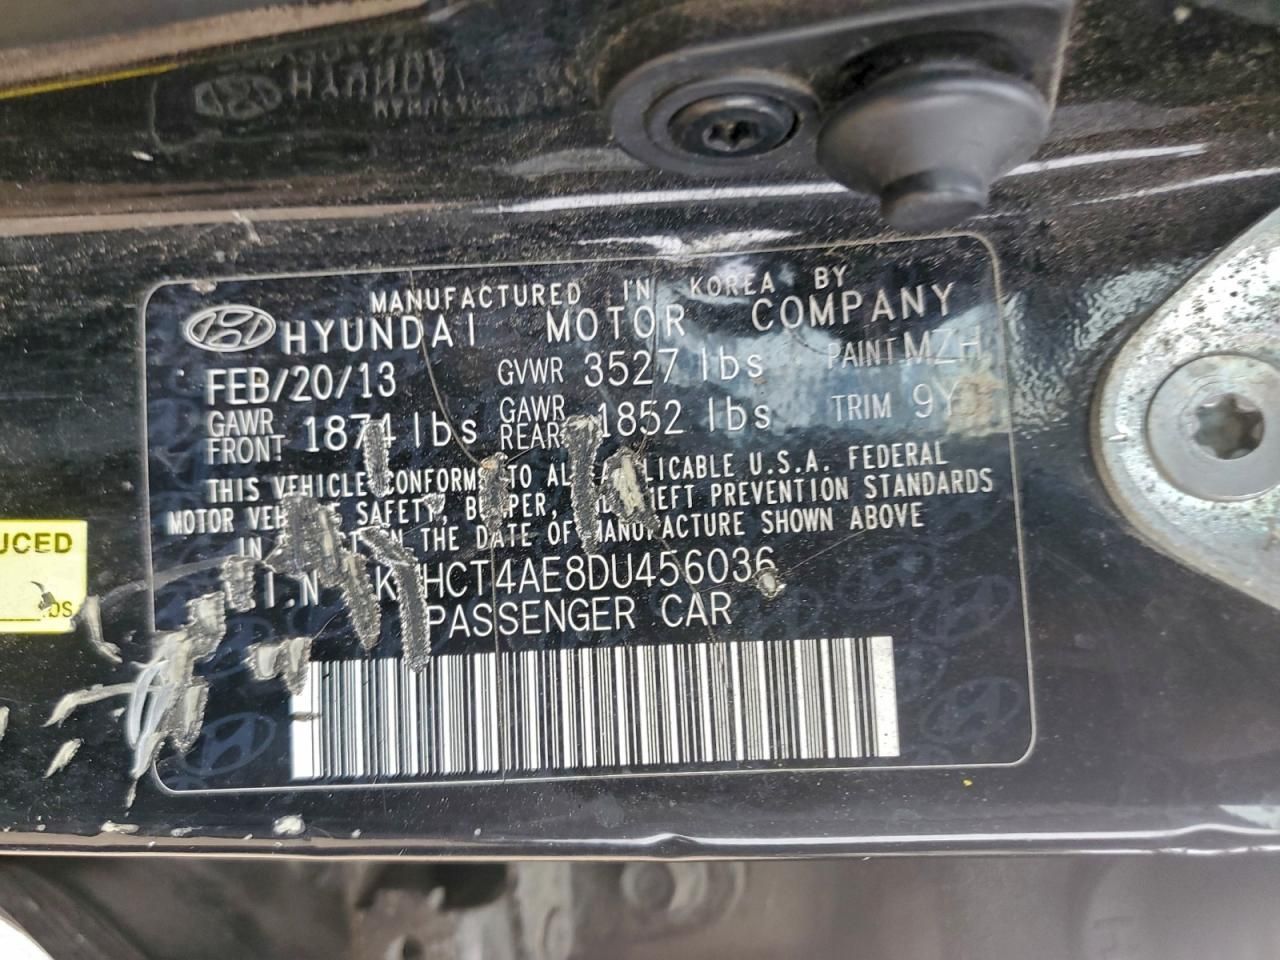 MANUFACTURED IN KOREA BY
HYUNDAI MOTOR COMPANY
FEB/20/13 GVWR 3527 lbs PAINT MZH
GAWR FRONT 1874 lbs GAWR REAR 1852 lbs TRIM 9Y
THIS VEHICLE CONFORMS TO ALL APPLICABLE U.S.A. FEDERAL
MOTOR VEHICLE SAFETY, BUMPER, AND THEFT PREVENTION STANDARDS
IN EFFECT ON THE DATE OF MANUFACTURE SHOWN ABOVE
V.I.N KMHCT4AE8DU456036
PASSENGER CAR
UCED